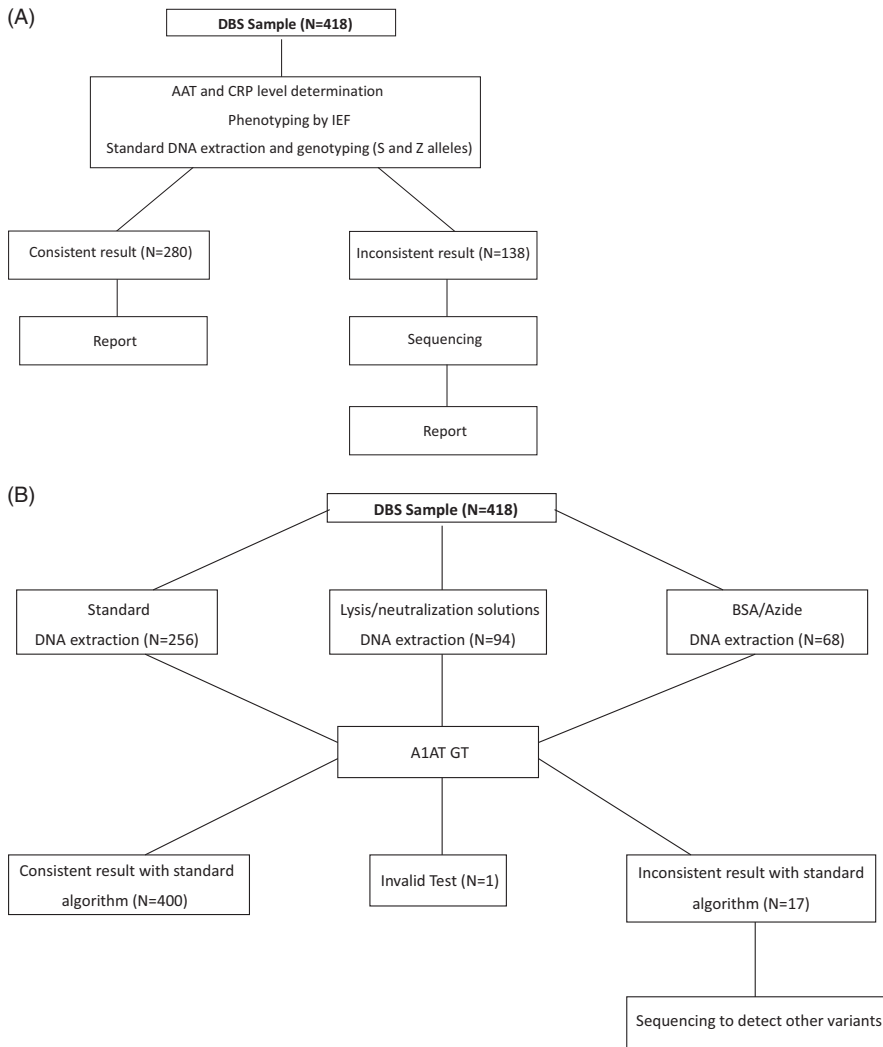 (A)
DBS Sample (N=418)
AAT and CRP level determination
Phenotyping by IEF
Standard DNA extraction and genotyping (S and Z alleles)
Consistent result (N=280)
Inconsistent result (N=138)
Report
Sequencing
Report
(B)
DBS Sample (N=418)
Standard
DNA extraction (N=256)
Lysis/neutralization solutions
DNA extraction (N=94)
BSA/Azide
DNA extraction (N=68)
A1AT GT
Consistent result with standard
algorithm (N=400)
Invalid Test (N=1)
Inconsistent result with standard
algorithm (N=17)
Sequencing to detect other variants